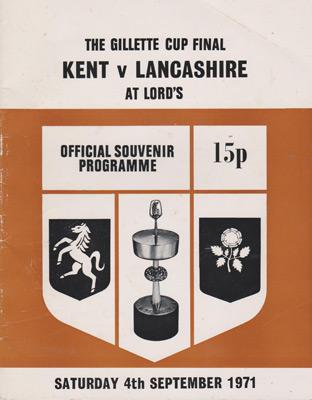 THE GILLETTE CUP FINAL
KENT v LANCASHIRE
AT LORD'S
OFFICIAL SOUVENIR
PROGRAMME
15p
SATURDAY 4th SEPTEMBER 1971